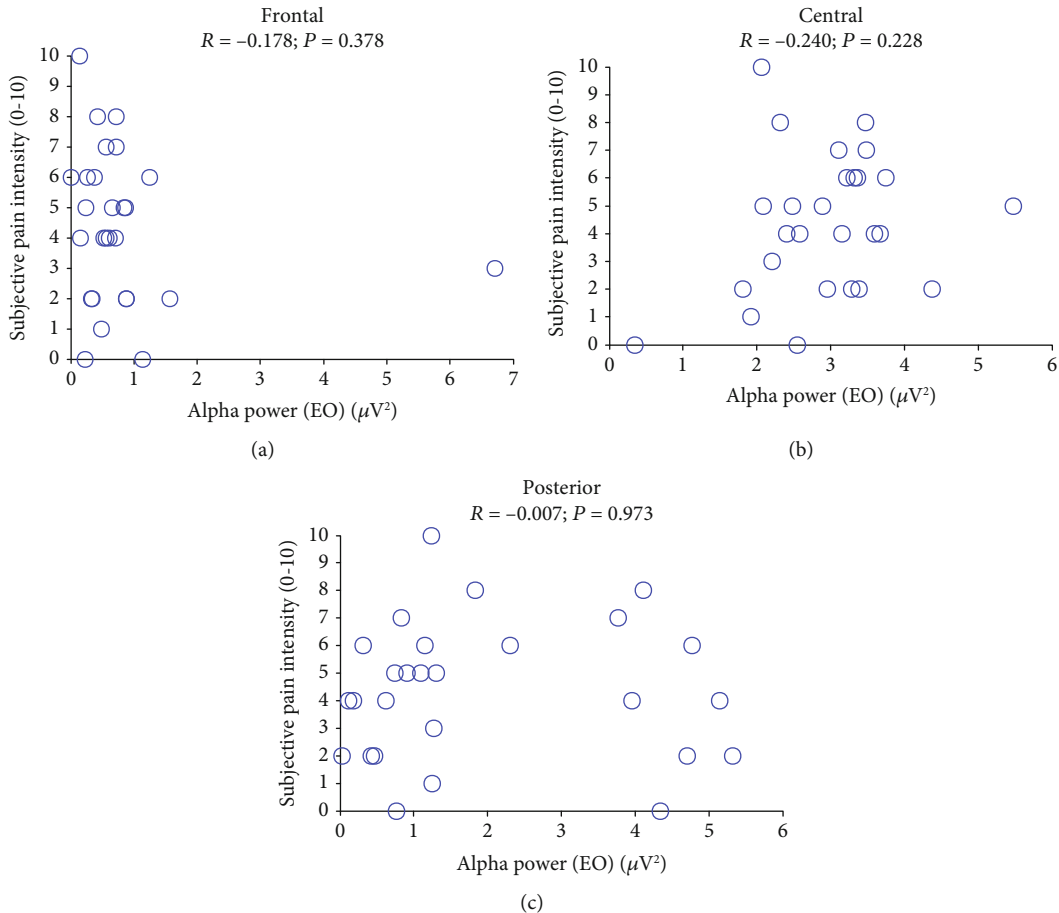 Frontal
R = –0.178; P = 0.378
Subjective pain intensity (0-10)
10
9
8
7
6
5
4
3
2
1
0
0 1 2 3 4 5 6 7
Alpha power (EO) (μV²)
(a)
Central
R = –0.240; P = 0.228
Subjective pain intensity (0-10)
10
9
8
7
6
5
4
3
2
1
0
0 1 2 3 4 5 6
Alpha power (EO) (μV²)
(b)
Posterior
R = –0.007; P = 0.973
Subjective pain intensity (0-10)
10
9
8
7
6
5
4
3
2
1
0
0 1 2 3 4 5 6
Alpha power (EO) (μV²)
(c)